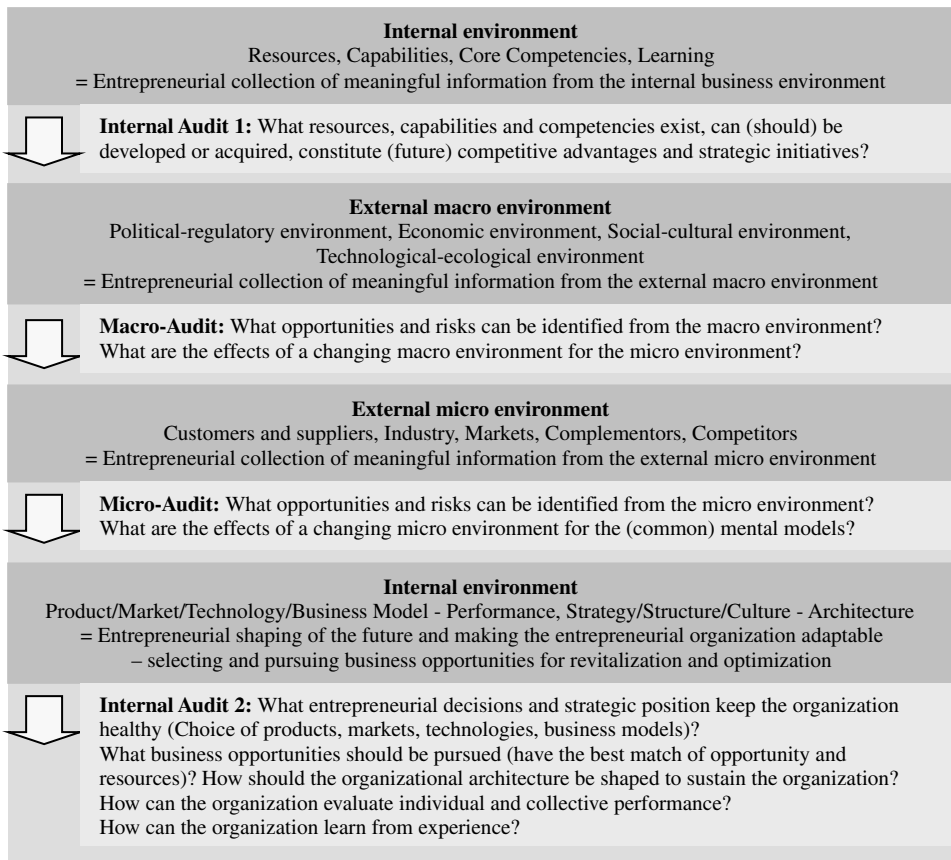 Internal environment
Resources, Capabilities, Core Competencies, Learning
= Entrepreneurial collection of meaningful information from the internal business environment
Internal Audit 1: What resources, capabilities and competencies exist, can (should) be
developed or acquired, constitute (future) competitive advantages and strategic initiatives?
External macro environment
Political-regulatory environment, Economic environment, Social-cultural environment,
Technological-ecological environment
= Entrepreneurial collection of meaningful information from the external macro environment
Macro-Audit: What opportunities and risks can be identified from the macro environment?
What are the effects of a changing macro environment for the micro environment?
External micro environment
Customers and suppliers, Industry, Markets, Complementors, Competitors
= Entrepreneurial collection of meaningful information from the external micro environment
Micro-Audit: What opportunities and risks can be identified from the micro environment?
What are the effects of a changing micro environment for the (common) mental models?
Internal environment
Product/Market/Technology/Business Model - Performance, Strategy/Structure/Culture - Architecture
= Entrepreneurial shaping of the future and making the entrepreneurial organization adaptable
– selecting and pursuing business opportunities for revitalization and optimization
Internal Audit 2: What entrepreneurial decisions and strategic position keep the organization
healthy (Choice of products, markets, technologies, business models)?
What business opportunities should be pursued (have the best match of opportunity and
resources)? How should the organizational architecture be shaped to sustain the organization?
How can the organization evaluate individual and collective performance?
How can the organization learn from experience?